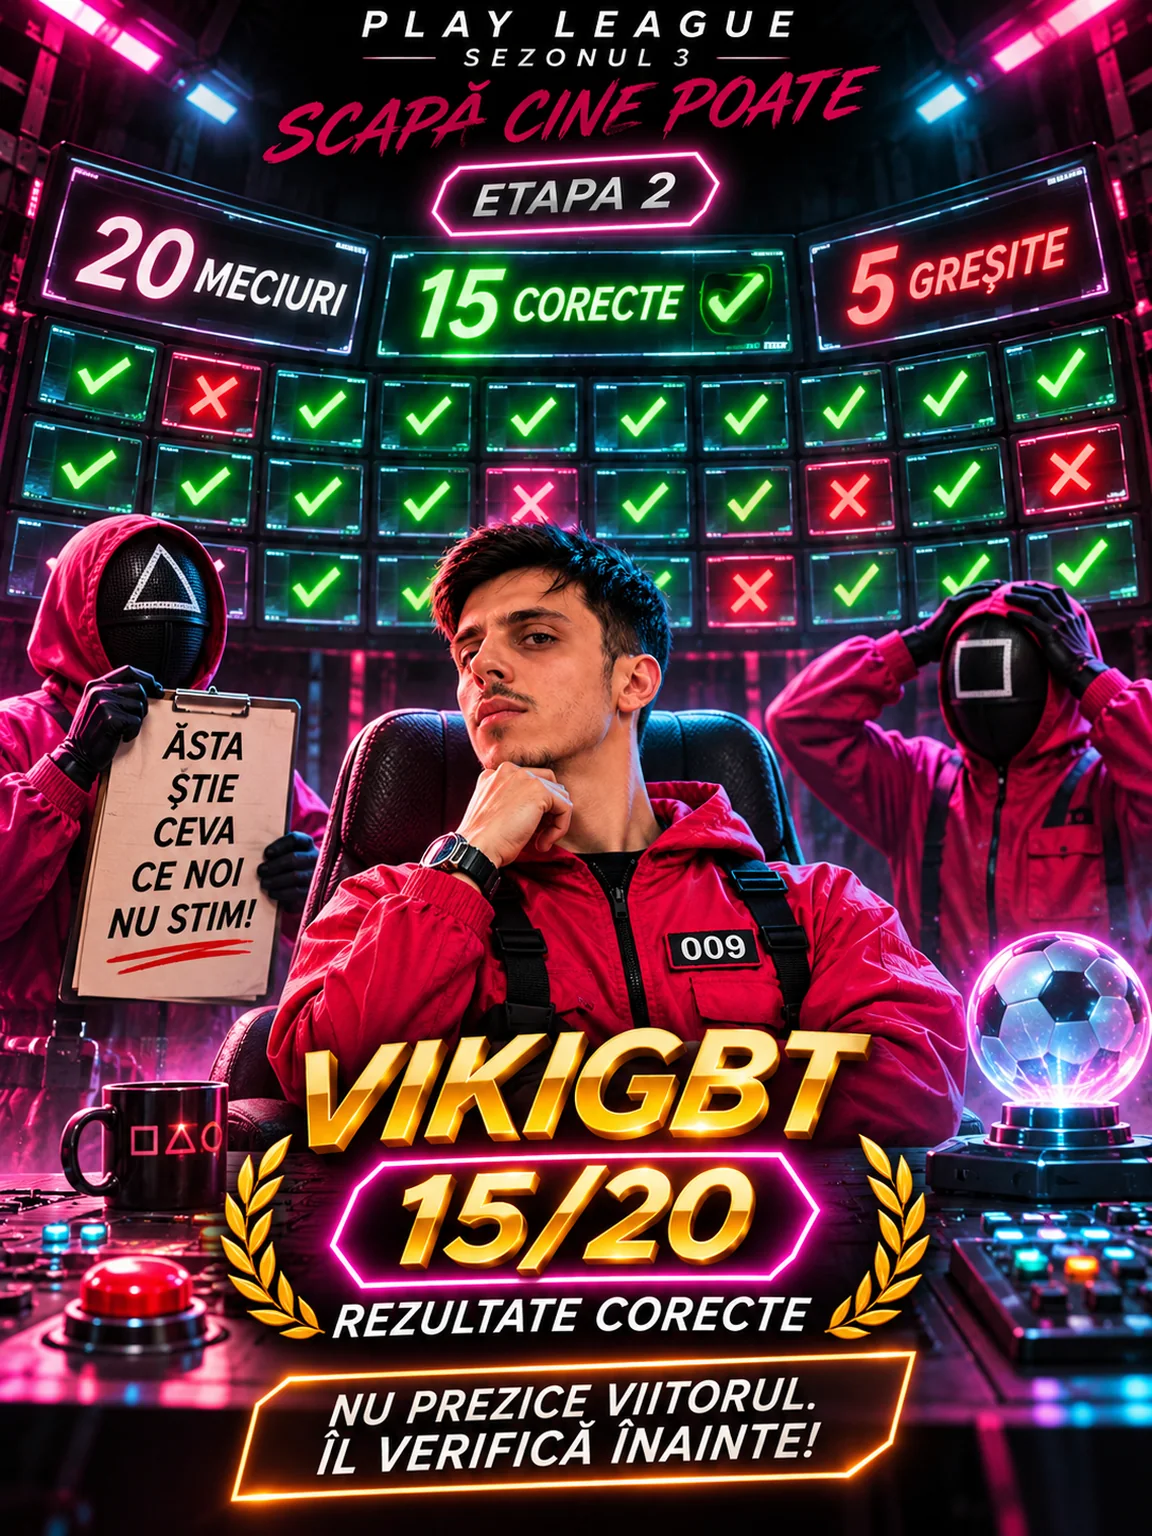 PLAY LEAGUE
SEZONUL 3
SCAPĂ CINE POATE
ETAPA 2
20 MECIURI
15 CORECTE
5 GREȘITE
ĂSTA
ȘTIE
CEVA
CE NOI
NU STIM!
009
VIKIGBT
15/20
REZULTATE CORECTE
NU PREZICE VIITORUL.
ÎL VERIFICĂ ÎNAINTE!